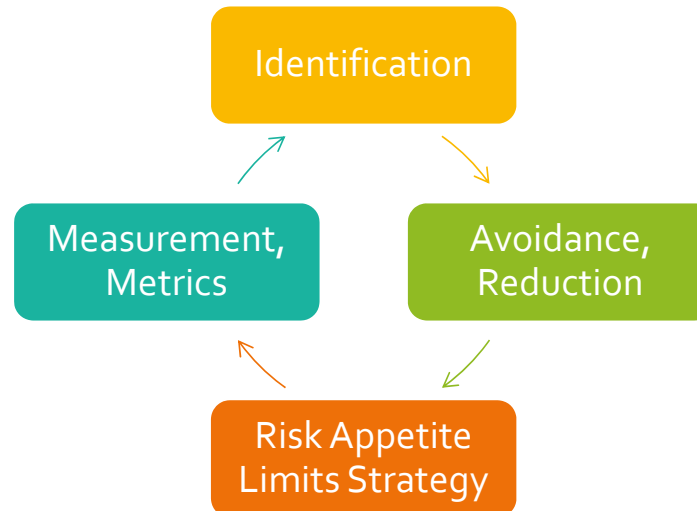 Identification
Measurement,
Metrics
Avoidance,
Reduction
Risk Appetite
Limits Strategy